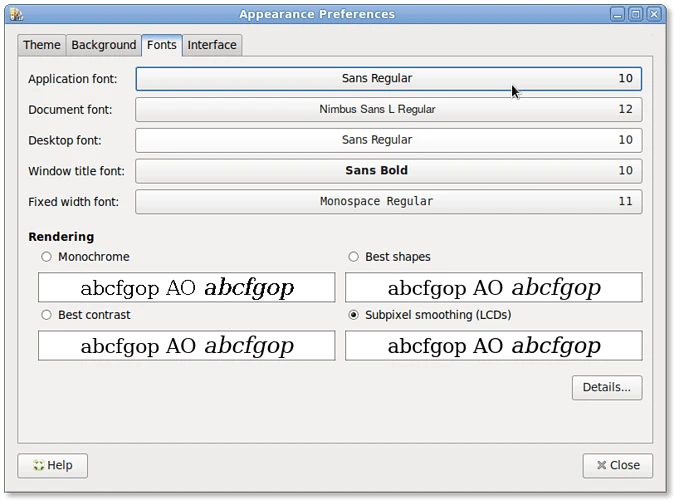 Appearance Preferences
Theme Background Fonts Interface
Application font: Sans Regular 10
Document font: Nimbus Sans L Regular 12
Desktop font: Sans Regular 10
Window title font: Sans Bold 10
Fixed width font: Monospace Regular 11
Rendering
Monochrome Best shapes
abcfgop AO abcfgop abcfgop AO abcfgop
Best contrast Subpixel smoothing (LCDs)
abcfgop AO abcfgop abcfgop AO abcfgop
Details...
Help Close